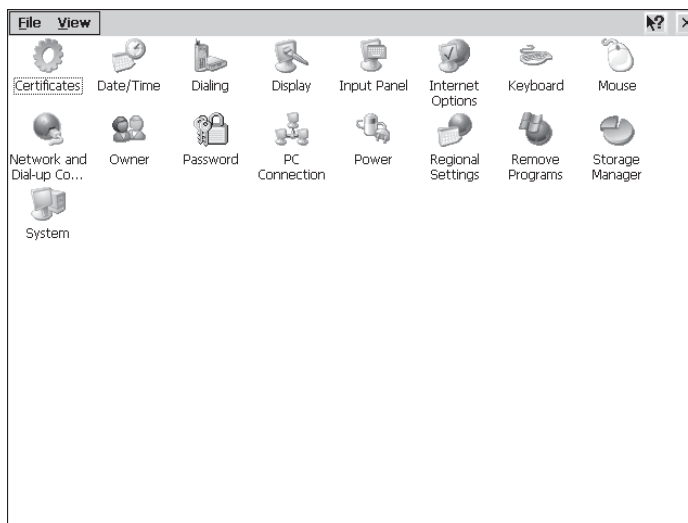 File View ?
Certificates Date/Time Dialing Display Input Panel Internet Options Keyboard Mouse
Network and Dial-up Co... Owner Password PC Connection Power Regional Settings Remove Programs Storage Manager
System